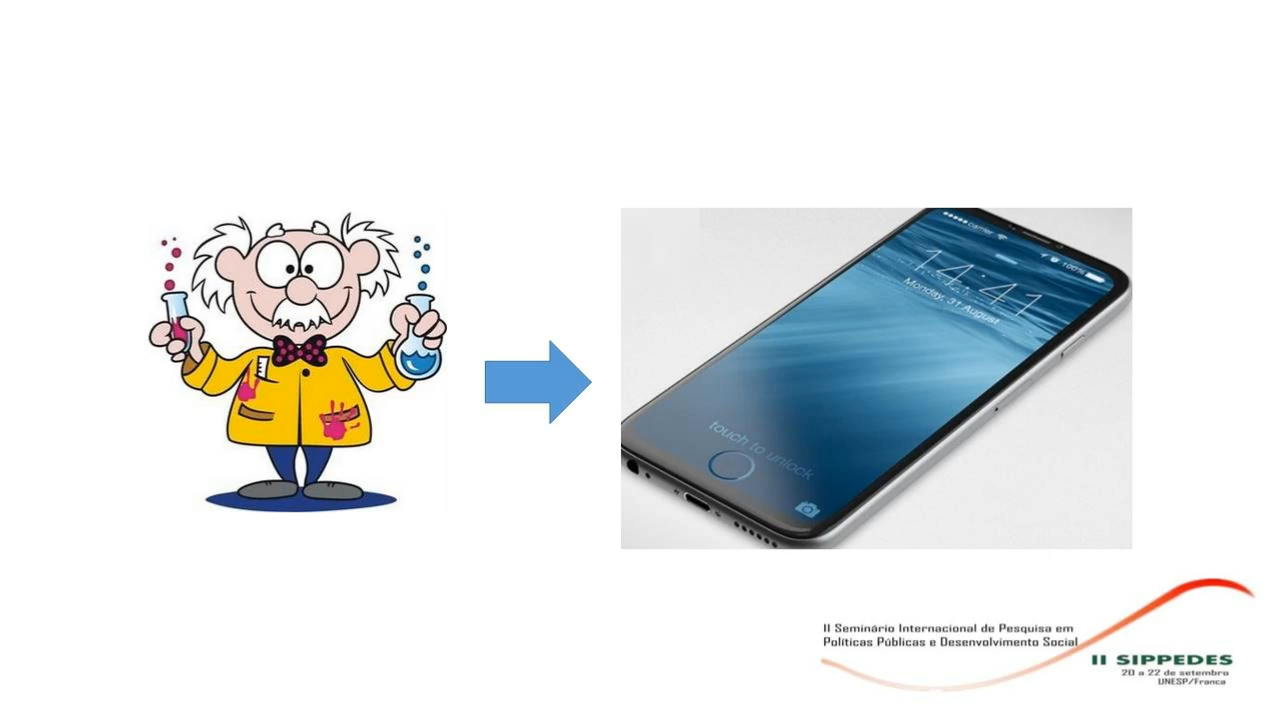 carrier
100%
14:41
Monday, 31 August
touch to unlock
II Seminário Internacional de Pesquisa em
Políticas Públicas e Desenvolvimento Social
II SIPPEDES
20 a 22 de setembro
UNESP/Franca